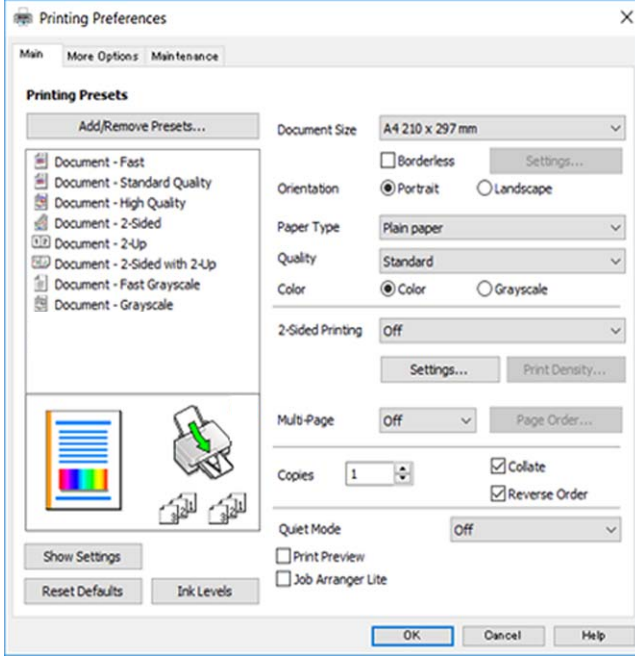 Printing Preferences
Main More Options Maintenance
Printing Presets
Add/Remove Presets...
Document - Fast
Document - Standard Quality
Document - High Quality
Document - 2-Sided
Document - 2-Up
Document - 2-Sided with 2-Up
Document - Fast Grayscale
Document - Grayscale
Show Settings
Reset Defaults Ink Levels
Document Size A4 210 x 297 mm
Borderless Settings...
Orientation Portrait Landscape
Paper Type Plain paper
Quality Standard
Color Color Grayscale
2-Sided Printing Off
Settings... Print Density...
Multi-Page Off Page Order...
Copies 1 Collate
Reverse Order
Quiet Mode Off
Print Preview
Job Arranger Lite
OK Cancel Help